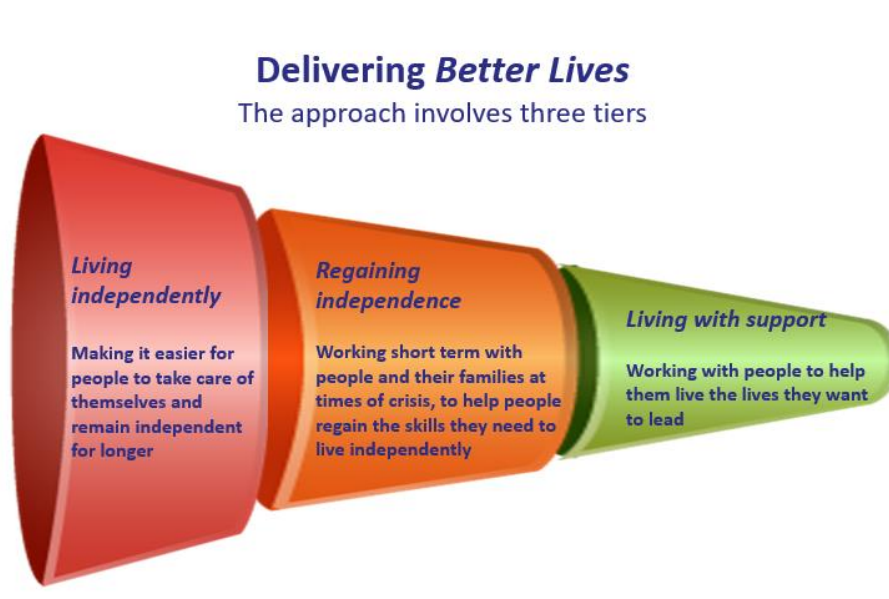 Delivering Better Lives
The approach involves three tiers
Living
independently
Making it easier for
people to take care of
themselves and
remain independent
for longer
Regaining
independence
Working short term with
people and their families at
times of crisis, to help people
regain the skills they need to
live independently
Living with support
Working with people to help
them live the lives they want
to lead